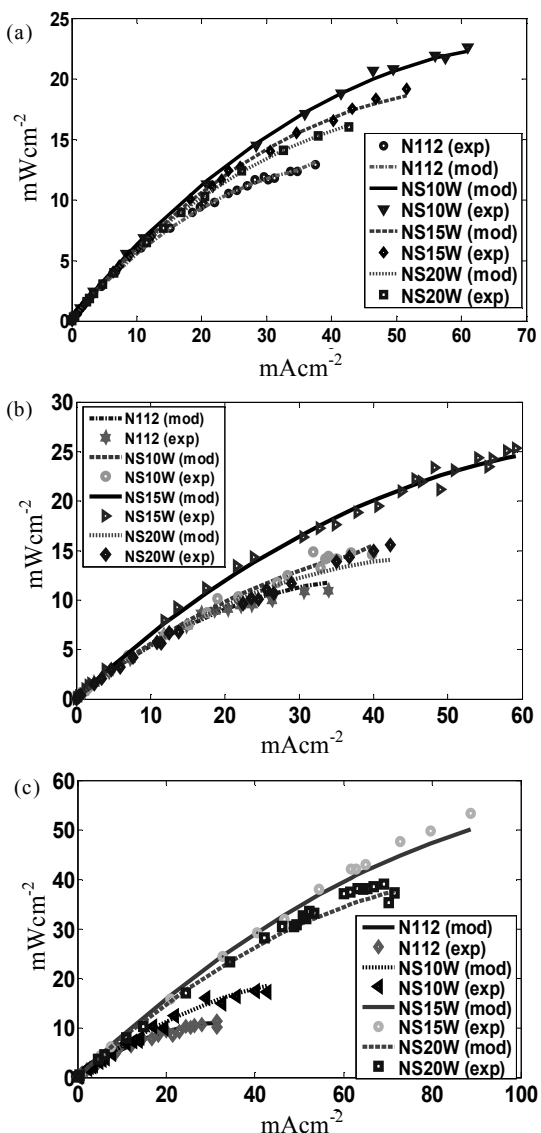 (a)
25
20
15
10
5
0
mWcm-2
N112 (exp)
N112 (mod)
NS10W (mod)
NS10W (exp)
NS15W (mod)
NS15W (exp)
NS20W (mod)
NS20W (exp)
0 10 20 30 40 50 60 70
mAcm-2
(b)
30
25
20
15
10
5
0
mWcm-2
N112 (mod)
N112 (exp)
NS10W (mod)
NS10W (exp)
NS15W (mod)
NS15W (exp)
NS20W (mod)
NS20W (exp)
0 10 20 30 40 50 60
mAcm-2
(c)
60
50
40
30
20
10
0
mWcm-2
N112 (mod)
N112 (exp)
NS10W (mod)
NS10W (exp)
NS15W (mod)
NS15W (exp)
NS20W (mod)
NS20W (exp)
0 20 40 60 80 100
mAcm-2